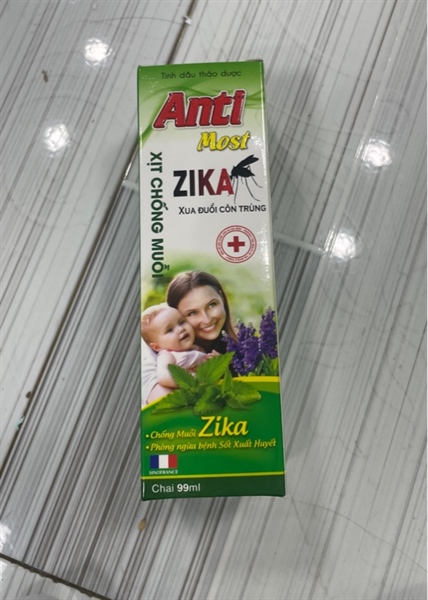 Tinh dầu thảo dược
Anti
Most
XỊT CHỐNG MUỖI
ZIKA
XUA ĐUỔI CÔN TRÙNG
• Chống Muỗi Zika
• Phòng ngừa bệnh Sốt Xuất Huyết
SINGFRANCE
Chai 99ml